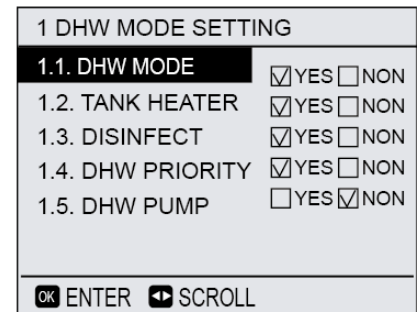 1 DHW MODE SETTING
1.1. DHW MODE ☑YES☐NON
1.2. TANK HEATER ☑YES☐NON
1.3. DISINFECT ☑YES☐NON
1.4. DHW PRIORITY ☑YES☐NON
1.5. DHW PUMP ☐YES☑NON
OK ENTER ◀▶ SCROLL